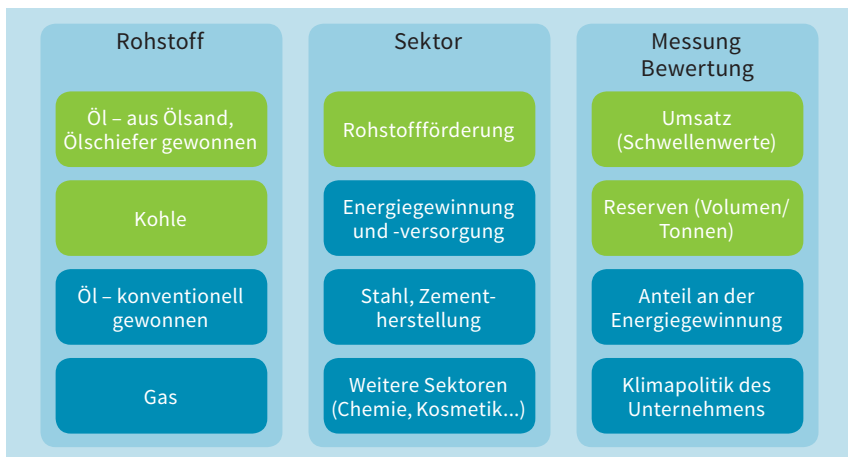 Rohstoff
Öl – aus Ölsand,
Ölschiefer gewonnen
Kohle
Öl – konventionell
gewonnen
Gas
Sektor
Rohstoffförderung
Energiegewinnung
und -versorgung
Stahl, Zement-
herstellung
Weitere Sektoren
(Chemie, Kosmetik...)
Messung
Bewertung
Umsatz
(Schwellenwerte)
Reserven (Volumen/
Tonnen)
Anteil an der
Energiegewinnung
Klimapolitik des
Unternehmens